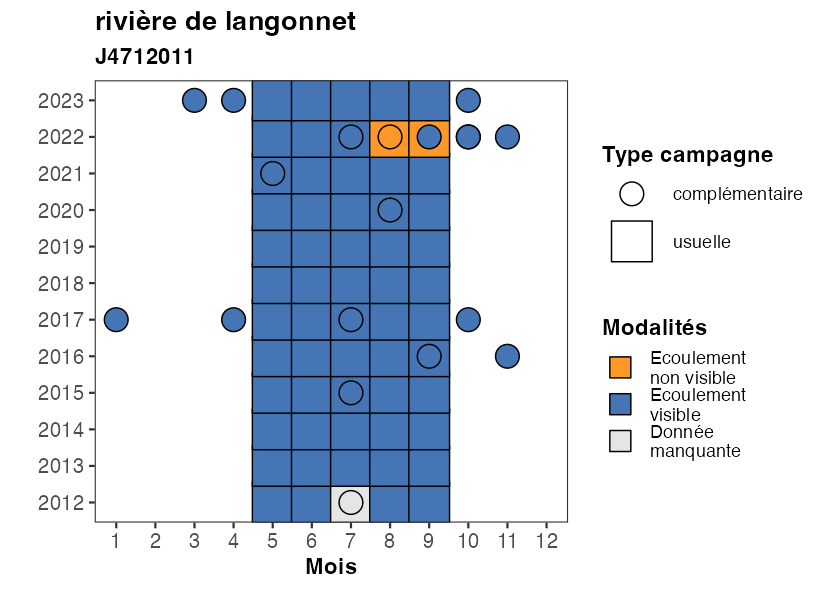 rivière de langonnet
J4712011
2023
2022
2021
2020
2019
2018
2017
2016
2015
2014
2013
2012
1 2 3 4 5 6 7 8 9 10 11 12
Mois
Type campagne
complémentaire
usuelle
Modalités
Ecoulement
non visible
Ecoulement
visible
Donnée
manquante